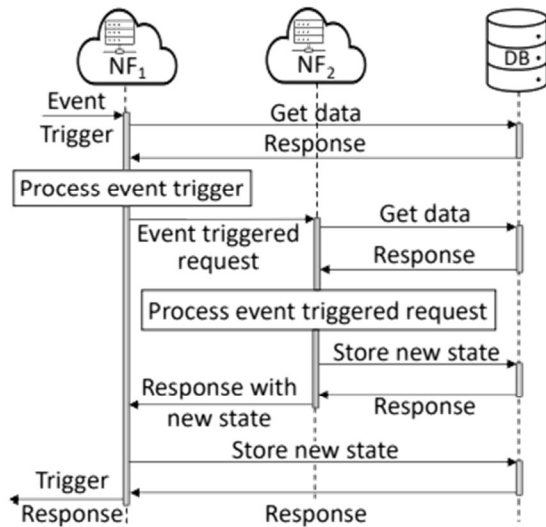 NF1
NF2
DB
Event
Trigger
Get data
Response
Process event trigger
Event triggered
request
Get data
Response
Process event triggered request
Store new state
Response
Response with
new state
Store new state
Response
Trigger
Response